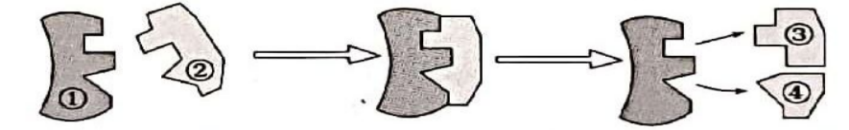 ① ② ③ ④